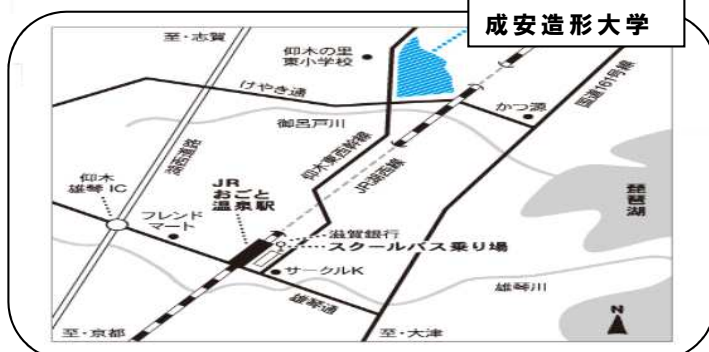 成安造形大学
至・志賀
仰木の里
東小学校
けやき通
かつ源
国道161号線
御呂戸川
仰木東西幹線
JR湖西線
湖西道路
仰木
雄琴 IC
JR
おごと
温泉駅
フレンド
マート
滋賀銀行
スクールバス乗り場
サークルK
琵琶湖
雄琴川
雄琴通
至・京都
至・大津
N